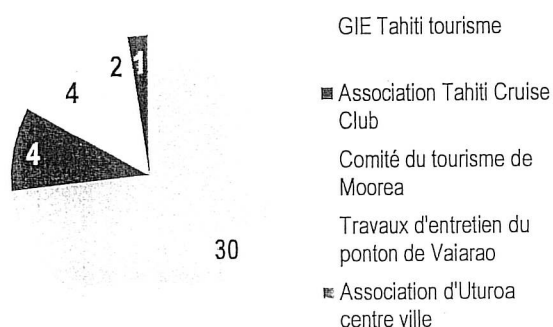 GIE Tahiti tourisme
1
2
4
Association Tahiti Cruise
Club
4
Comité du tourisme de
Moorea
Travaux d'entretien du
ponton de Vaiarao
30
Association d'Uturoa
centre ville